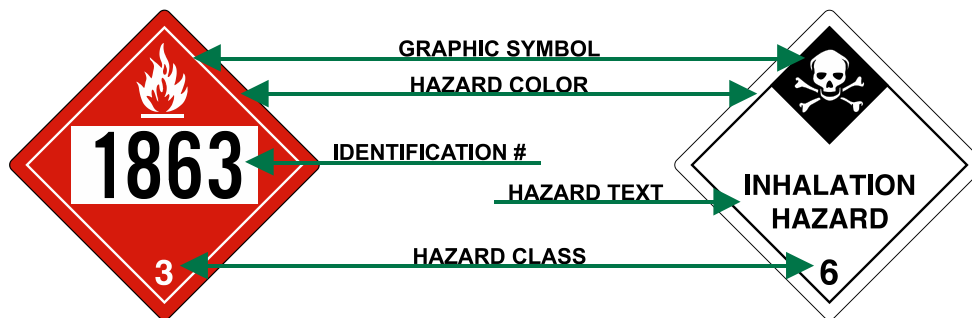 GRAPHIC SYMBOL
HAZARD COLOR
1863
IDENTIFICATION #
HAZARD TEXT
INHALATION
HAZARD
HAZARD CLASS
3
6